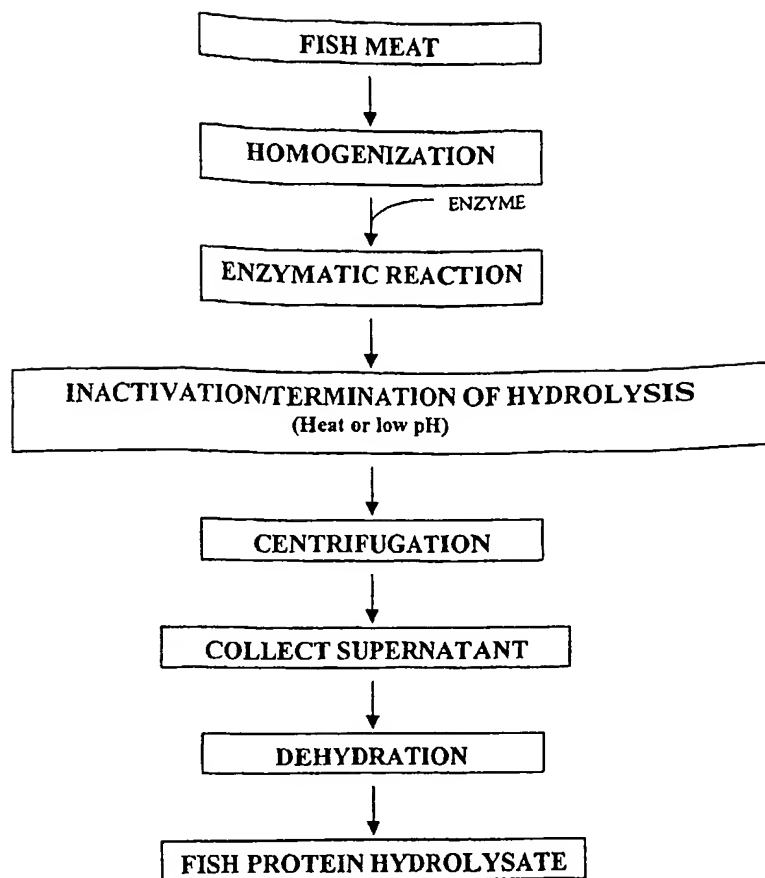 FISH MEAT
HOMOGENIZATION
ENZYME
ENZYMATIC REACTION
INACTIVATION/TERMINATION OF HYDROLYSIS
(Heat or low pH)
CENTRIFUGATION
COLLECT SUPERNATANT
DEHYDRATION
FISH PROTEIN HYDROLYSATE